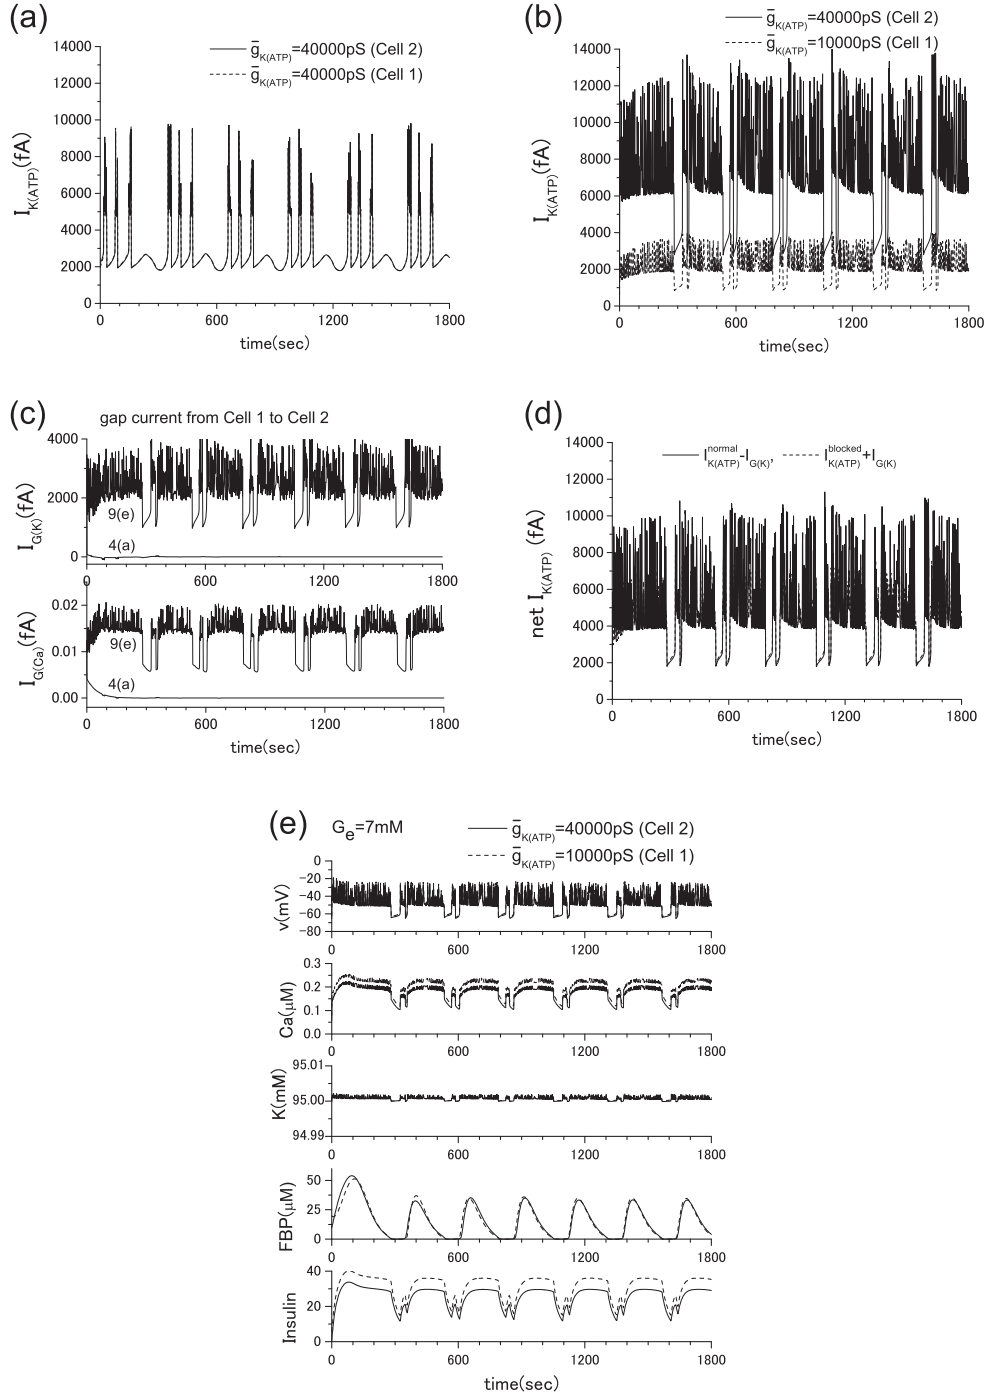 (a)
ḡK(ATP)=40000pS (Cell 2)
ḡK(ATP)=40000pS (Cell 1)
14000
12000
10000
8000
6000
4000
2000
0
IK(ATP)(fA)
0 600 1200 1800
time(sec)
(b)
ḡK(ATP)=40000pS (Cell 2)
ḡK(ATP)=10000pS (Cell 1)
14000
12000
10000
8000
6000
4000
2000
0
IK(ATP)(fA)
0 600 1200 1800
time(sec)
(c)
gap current from Cell 1 to Cell 2
4000
2000
0
IG(K)(fA)
9(e)
4(a)
0 600 1200 1800
0.02
0.01
0.00
IG(Ca)(fA)
9(e)
4(a)
0 600 1200 1800
time(sec)
(d)
InormalK(ATP)-IG(K), IblockedK(ATP)+IG(K)
14000
12000
10000
8000
6000
4000
2000
0
net IK(ATP) (fA)
0 600 1200 1800
time(sec)
(e)
Ge=7mM
ḡK(ATP)=40000pS (Cell 2)
ḡK(ATP)=10000pS (Cell 1)
0
-20
-40
-60
-80
v(mV)
0 600 1200 1800
0.3
0.2
0.1
0.0
Ca(μM)
0 600 1200 1800
95.01
95.00
94.99
K(mM)
0 600 1200 1800
50
25
0
FBP(μM)
0 600 1200 1800
40
20
0
Insulin
0 600 1200 1800
time(sec)